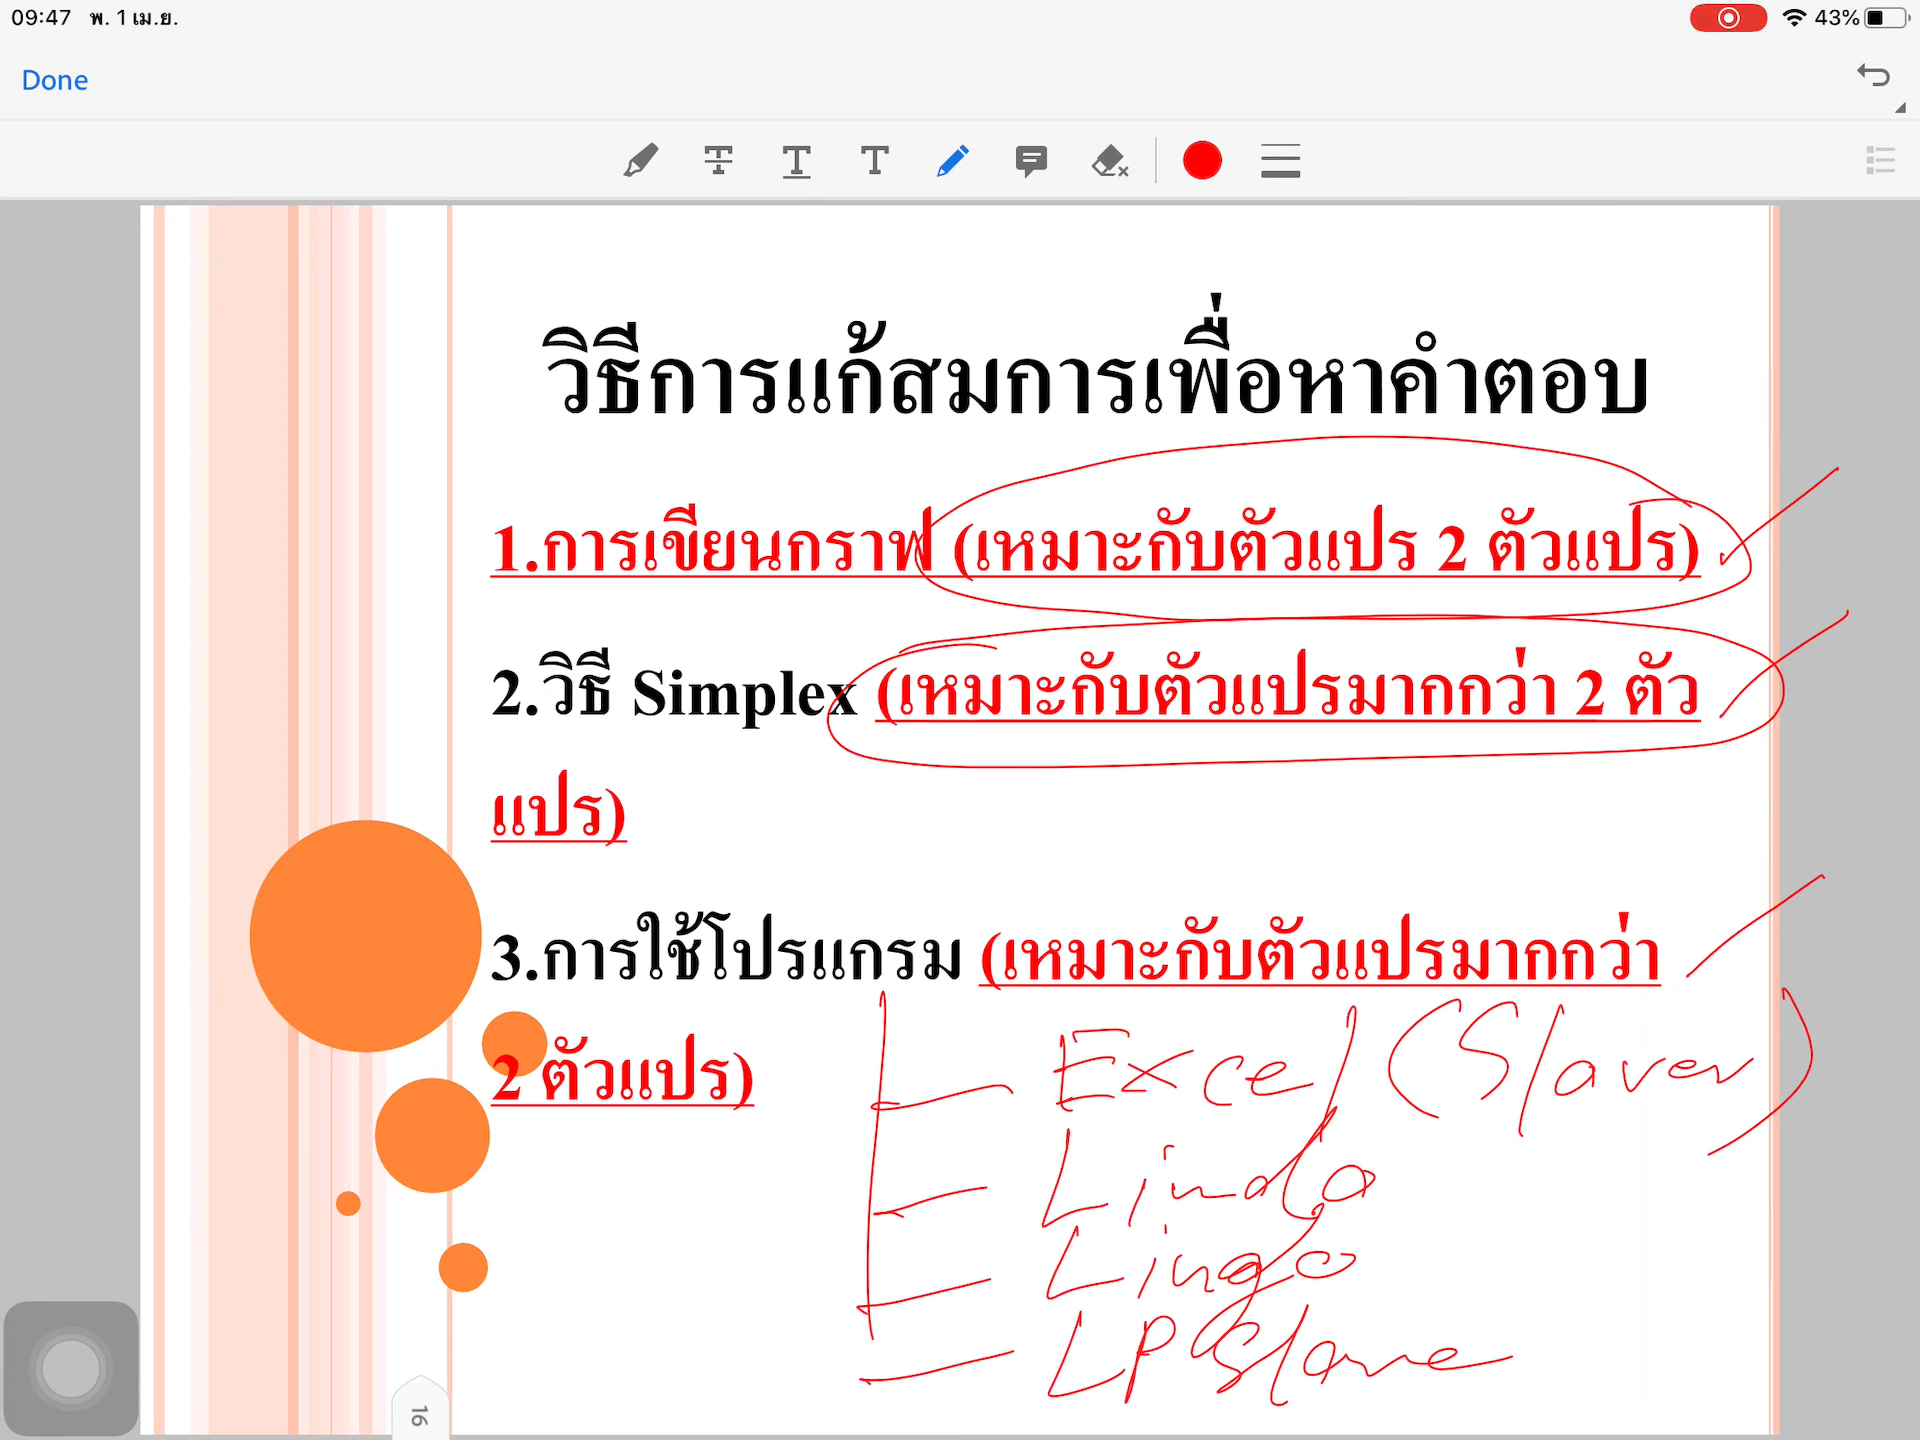 09:47 พ. 1 เม.ย.
43%
Done
วิธีการแก้สมการเพื่อหาคำตอบ
1.การเขียนกราฟ (เหมาะกับตัวแปร 2 ตัวแปร)
2.วิธี Simplex (เหมาะกับตัวแปรมากกว่า 2 ตัว
แปร)
3.การใช้โปรแกรม (เหมาะกับตัวแปรมากกว่า
2 ตัวแปร)
Excel (Slaver)
Lindo
Lingo
LP Slave
16